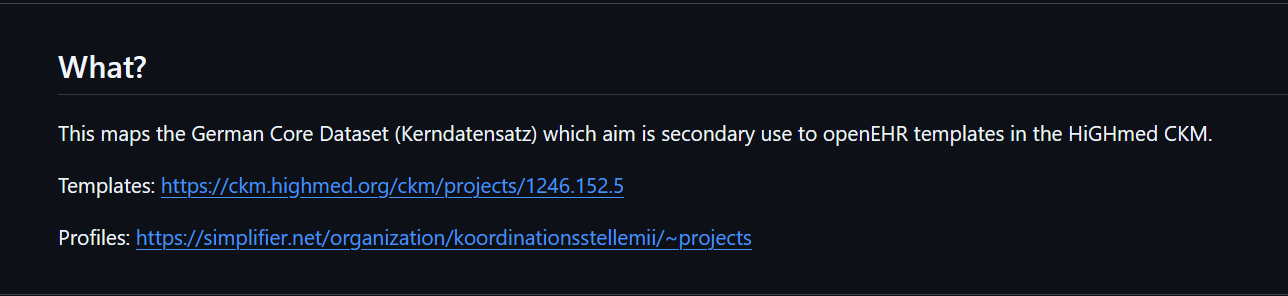 What?
This maps the German Core Dataset (Kerndatensatz) which aim is secondary use to openEHR templates in the HiGHmed CKM.
Templates: https://ckm.highmed.org/ckm/projects/1246.152.5
Profiles: https://simplifier.net/organization/koordinationsstellemii/~projects